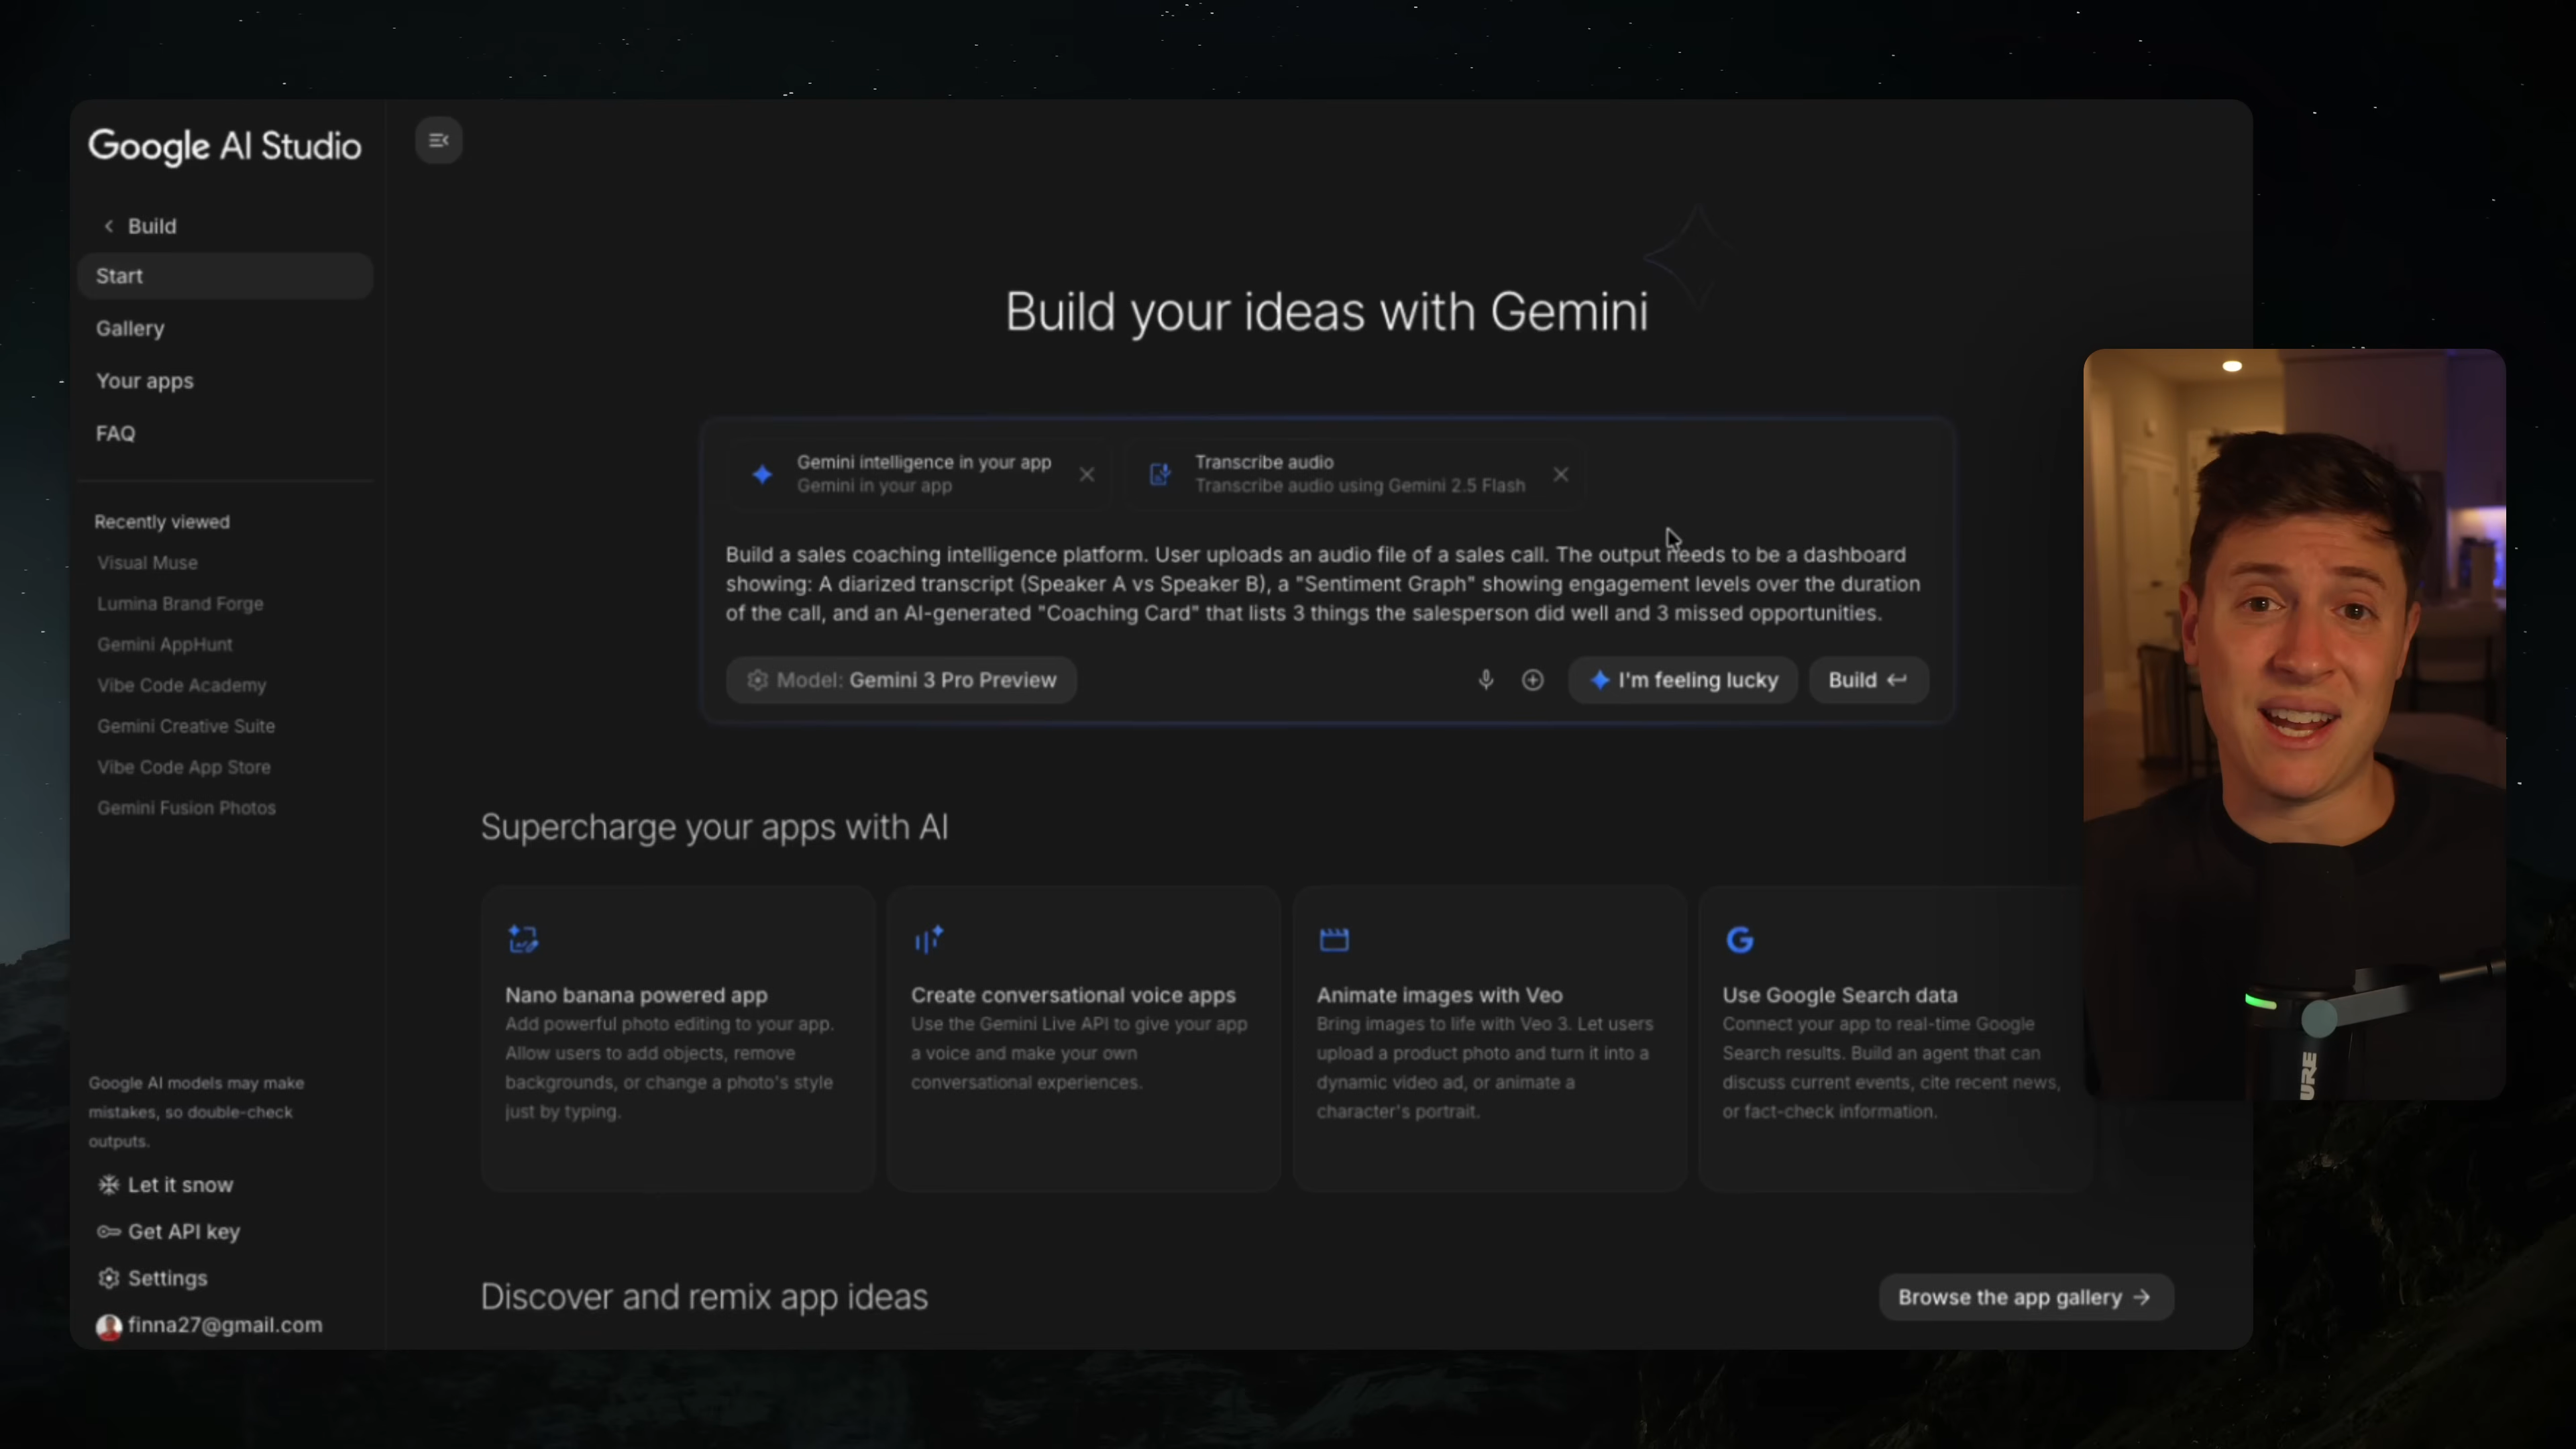 Google AI Studio
Build
Start
Gallery
Your apps
FAQ
Recently viewed
Visual Muse
Lumina Brand Forge
Gemini AppHunt
Vibe Code Academy
Gemini Creative Suite
Vibe Code App Store
Gemini Fusion Photos
Google AI models may make
mistakes, so double-check
outputs.
Let it snow
Get API key
Settings
finna27@gmail.com
Build your ideas with Gemini
Gemini intelligence in your app
Gemini in your app
Transcribe audio
Transcribe audio using Gemini 2.5 Flash
Build a sales coaching intelligence platform. User uploads an audio file of a sales call. The output needs to be a dashboard
showing: A diarized transcript (Speaker A vs Speaker B), a "Sentiment Graph" showing engagement levels over the duration
of the call, and an AI-generated "Coaching Card" that lists 3 things the salesperson did well and 3 missed opportunities.
Model: Gemini 3 Pro Preview
I'm feeling lucky
Build
Supercharge your apps with AI
Nano banana powered app
Add powerful photo editing to your app.
Allow users to add objects, remove
backgrounds, or change a photo's style
just by typing.
Create conversational voice apps
Use the Gemini Live API to give your app
a voice and make your own
conversational experiences.
Animate images with Veo
Bring images to life with Veo 3. Let users
upload a product photo and turn it into a
dynamic video ad, or animate a
character's portrait.
Use Google Search data
Connect your app to real-time Google
Search results. Build an agent that can
discuss current events, cite recent news,
or fact-check information.
Discover and remix app ideas
Browse the app gallery
URE